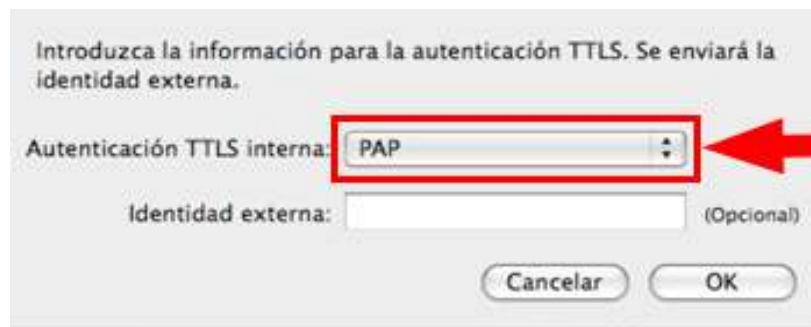 Introduzca la información para la autenticación TTLS. Se enviará la
identidad externa.
Autenticación TTLS interna: PAP
Identidad externa: (Opcional)
Cancelar OK